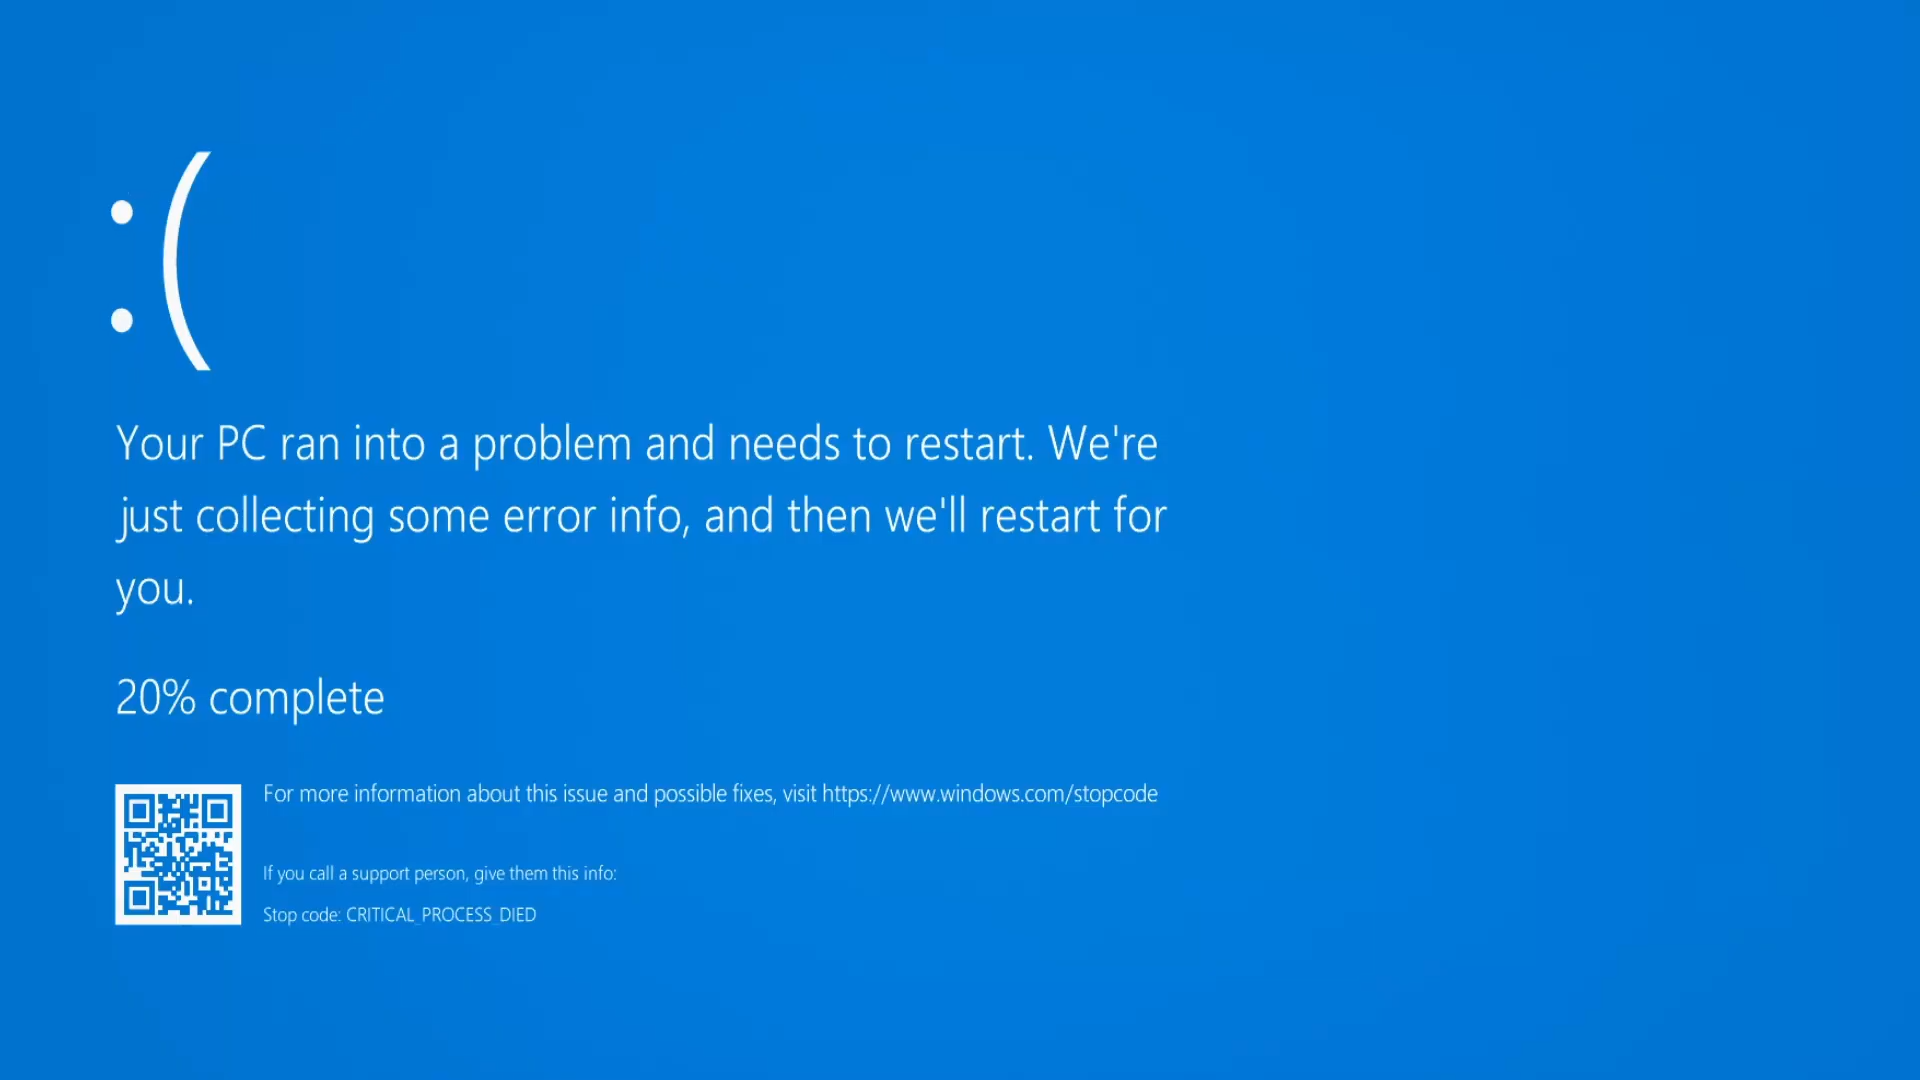 :(
Your PC ran into a problem and needs to restart. We're
just collecting some error info, and then we'll restart for
you.
20% complete
For more information about this issue and possible fixes, visit https://www.windows.com/stopcode
If you call a support person, give them this info:
Stop code: CRITICAL_PROCESS_DIED